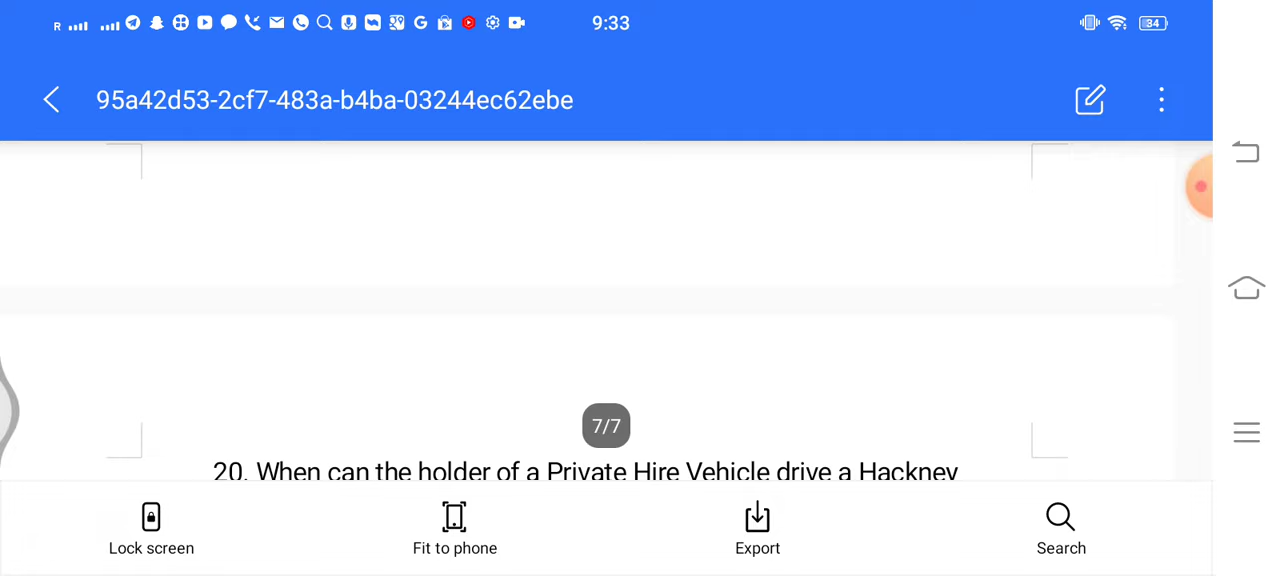 R 9:33 34
95a42d53-2cf7-483a-b4ba-03244ec62ebe
7/7
20. When can the holder of a Private Hire Vehicle drive a Hackney
Lock screen Fit to phone Export Search